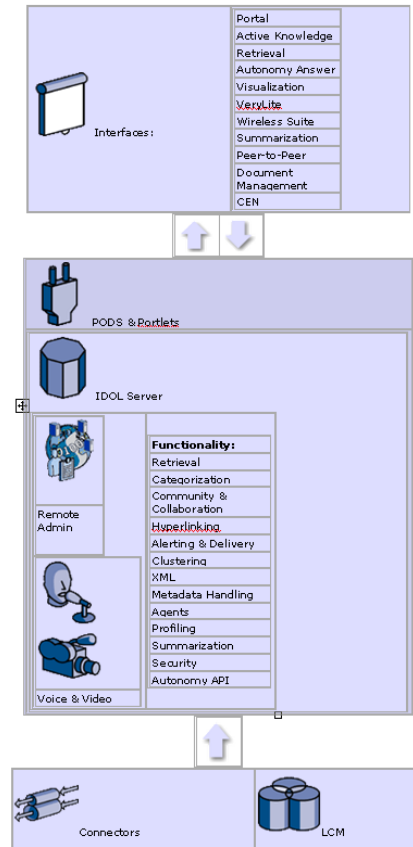 Portal
Active Knowledge
Retrieval
Autonomy Answer
Visualization
VeryLite
Wireless Suite
Summarization
Peer-to-Peer
Document
Management
CEN
Interfaces:
PODS & Portlets
IDOL Server
Remote
Admin
Voice & Video
Functionality:
Retrieval
Categorization
Community &
Collaboration
Hyperlinking
Alerting & Delivery
Clustering
XML
Metadata Handling
Agents
Profiling
Summarization
Security
Autonomy API
Connectors
LCM